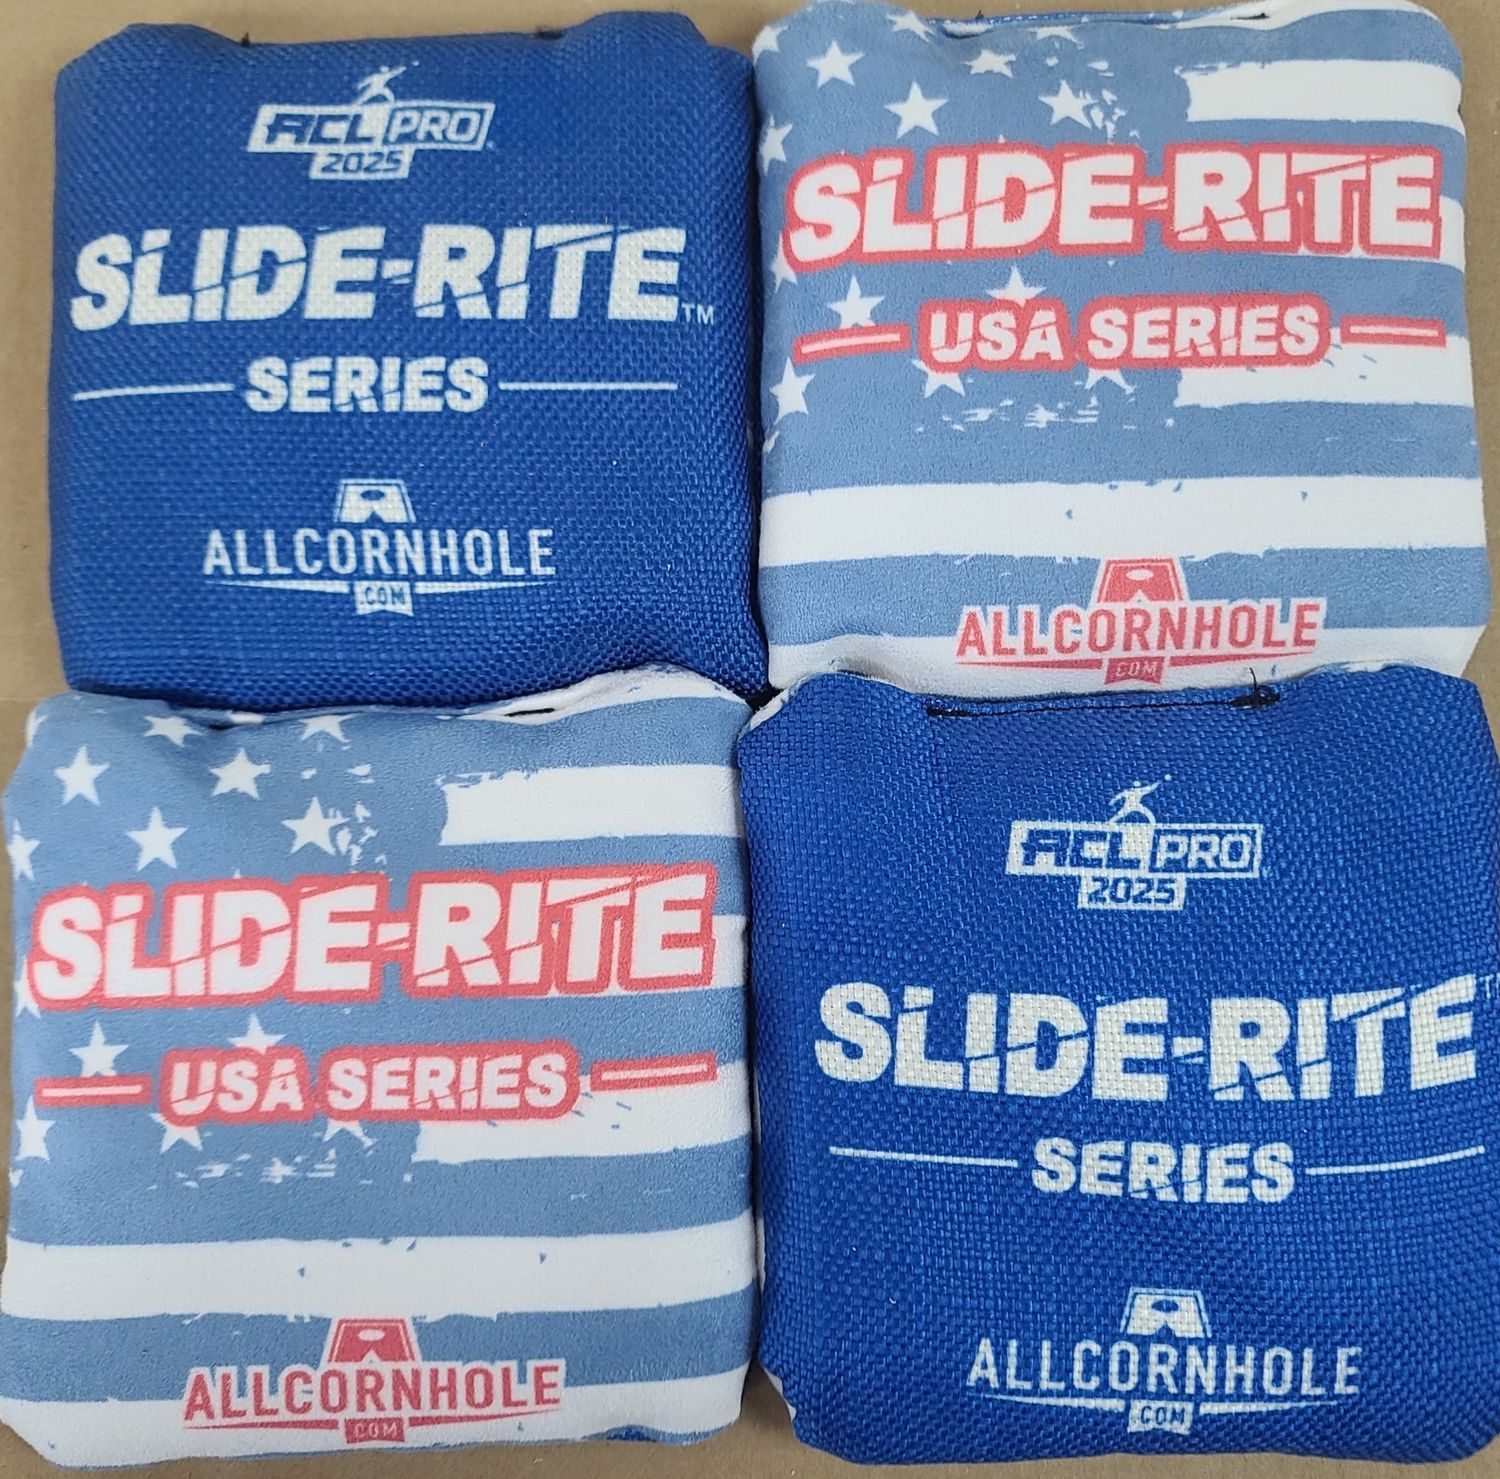 ACL PRO
2025
SLIDE-RITE™
SERIES
ALLCORNHOLE
.COM
SLIDE-RITE
USA SERIES
ALLCORNHOLE
.COM
SLIDE-RITE
USA SERIES
ALLCORNHOLE
.COM
ACL PRO
2025
SLIDE-RITE™
SERIES
ALLCORNHOLE
.COM